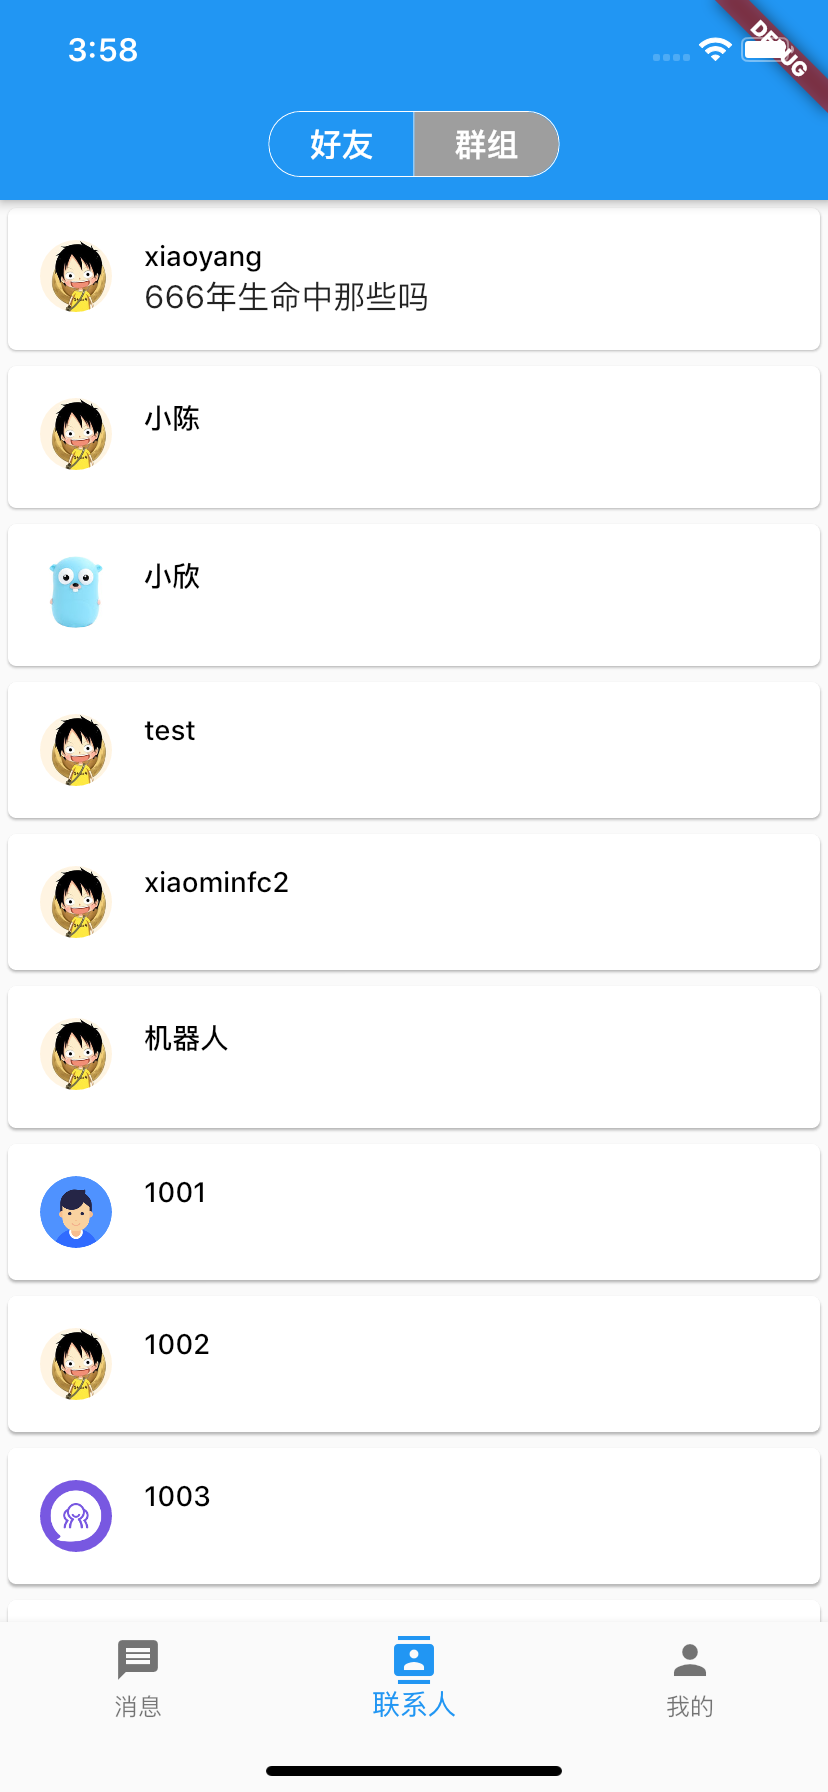 3:58
DEBUG
好友
群组
xiaoyang
666年生命中那些吗
小陈
小欣
test
xiaominfc2
机器人
1001
1002
1003
消息
联系人
我的